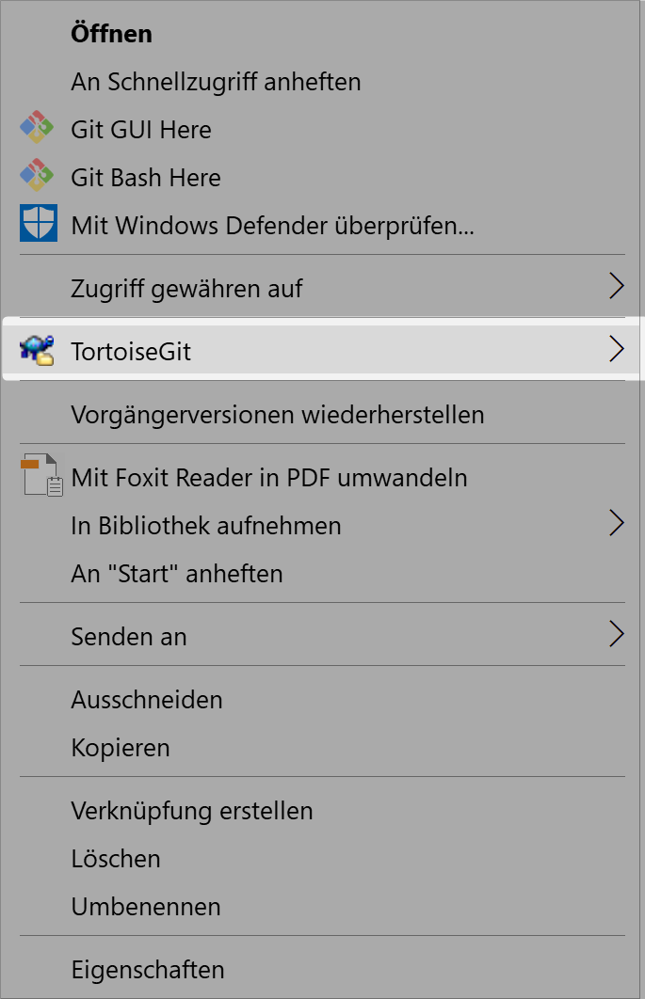 Öffnen
An Schnellzugriff anheften
Git GUI Here
Git Bash Here
Mit Windows Defender überprüfen...
Zugriff gewähren auf
TortoiseGit
Vorgängerversionen wiederherstellen
Mit Foxit Reader in PDF umwandeln
In Bibliothek aufnehmen
An "Start" anheften
Senden an
Ausschneiden
Kopieren
Verknüpfung erstellen
Löschen
Umbenennen
Eigenschaften